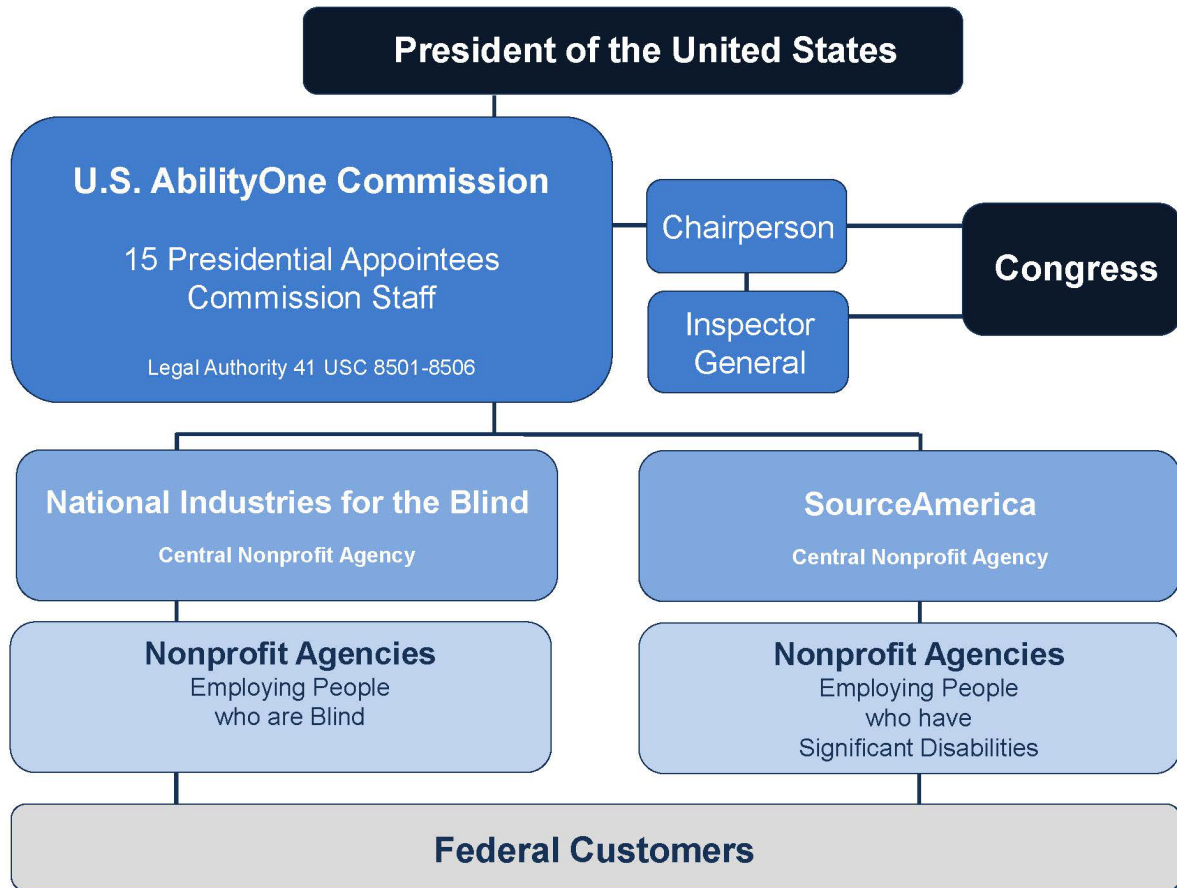 President of the United States
U.S. AbilityOne Commission
15 Presidential Appointees
Commission Staff
Legal Authority 41 USC 8501-8506
Chairperson
Inspector
General
Congress
National Industries for the Blind
Central Nonprofit Agency
SourceAmerica
Central Nonprofit Agency
Nonprofit Agencies
Employing People
who are Blind
Nonprofit Agencies
Employing People
who have
Significant Disabilities
Federal Customers